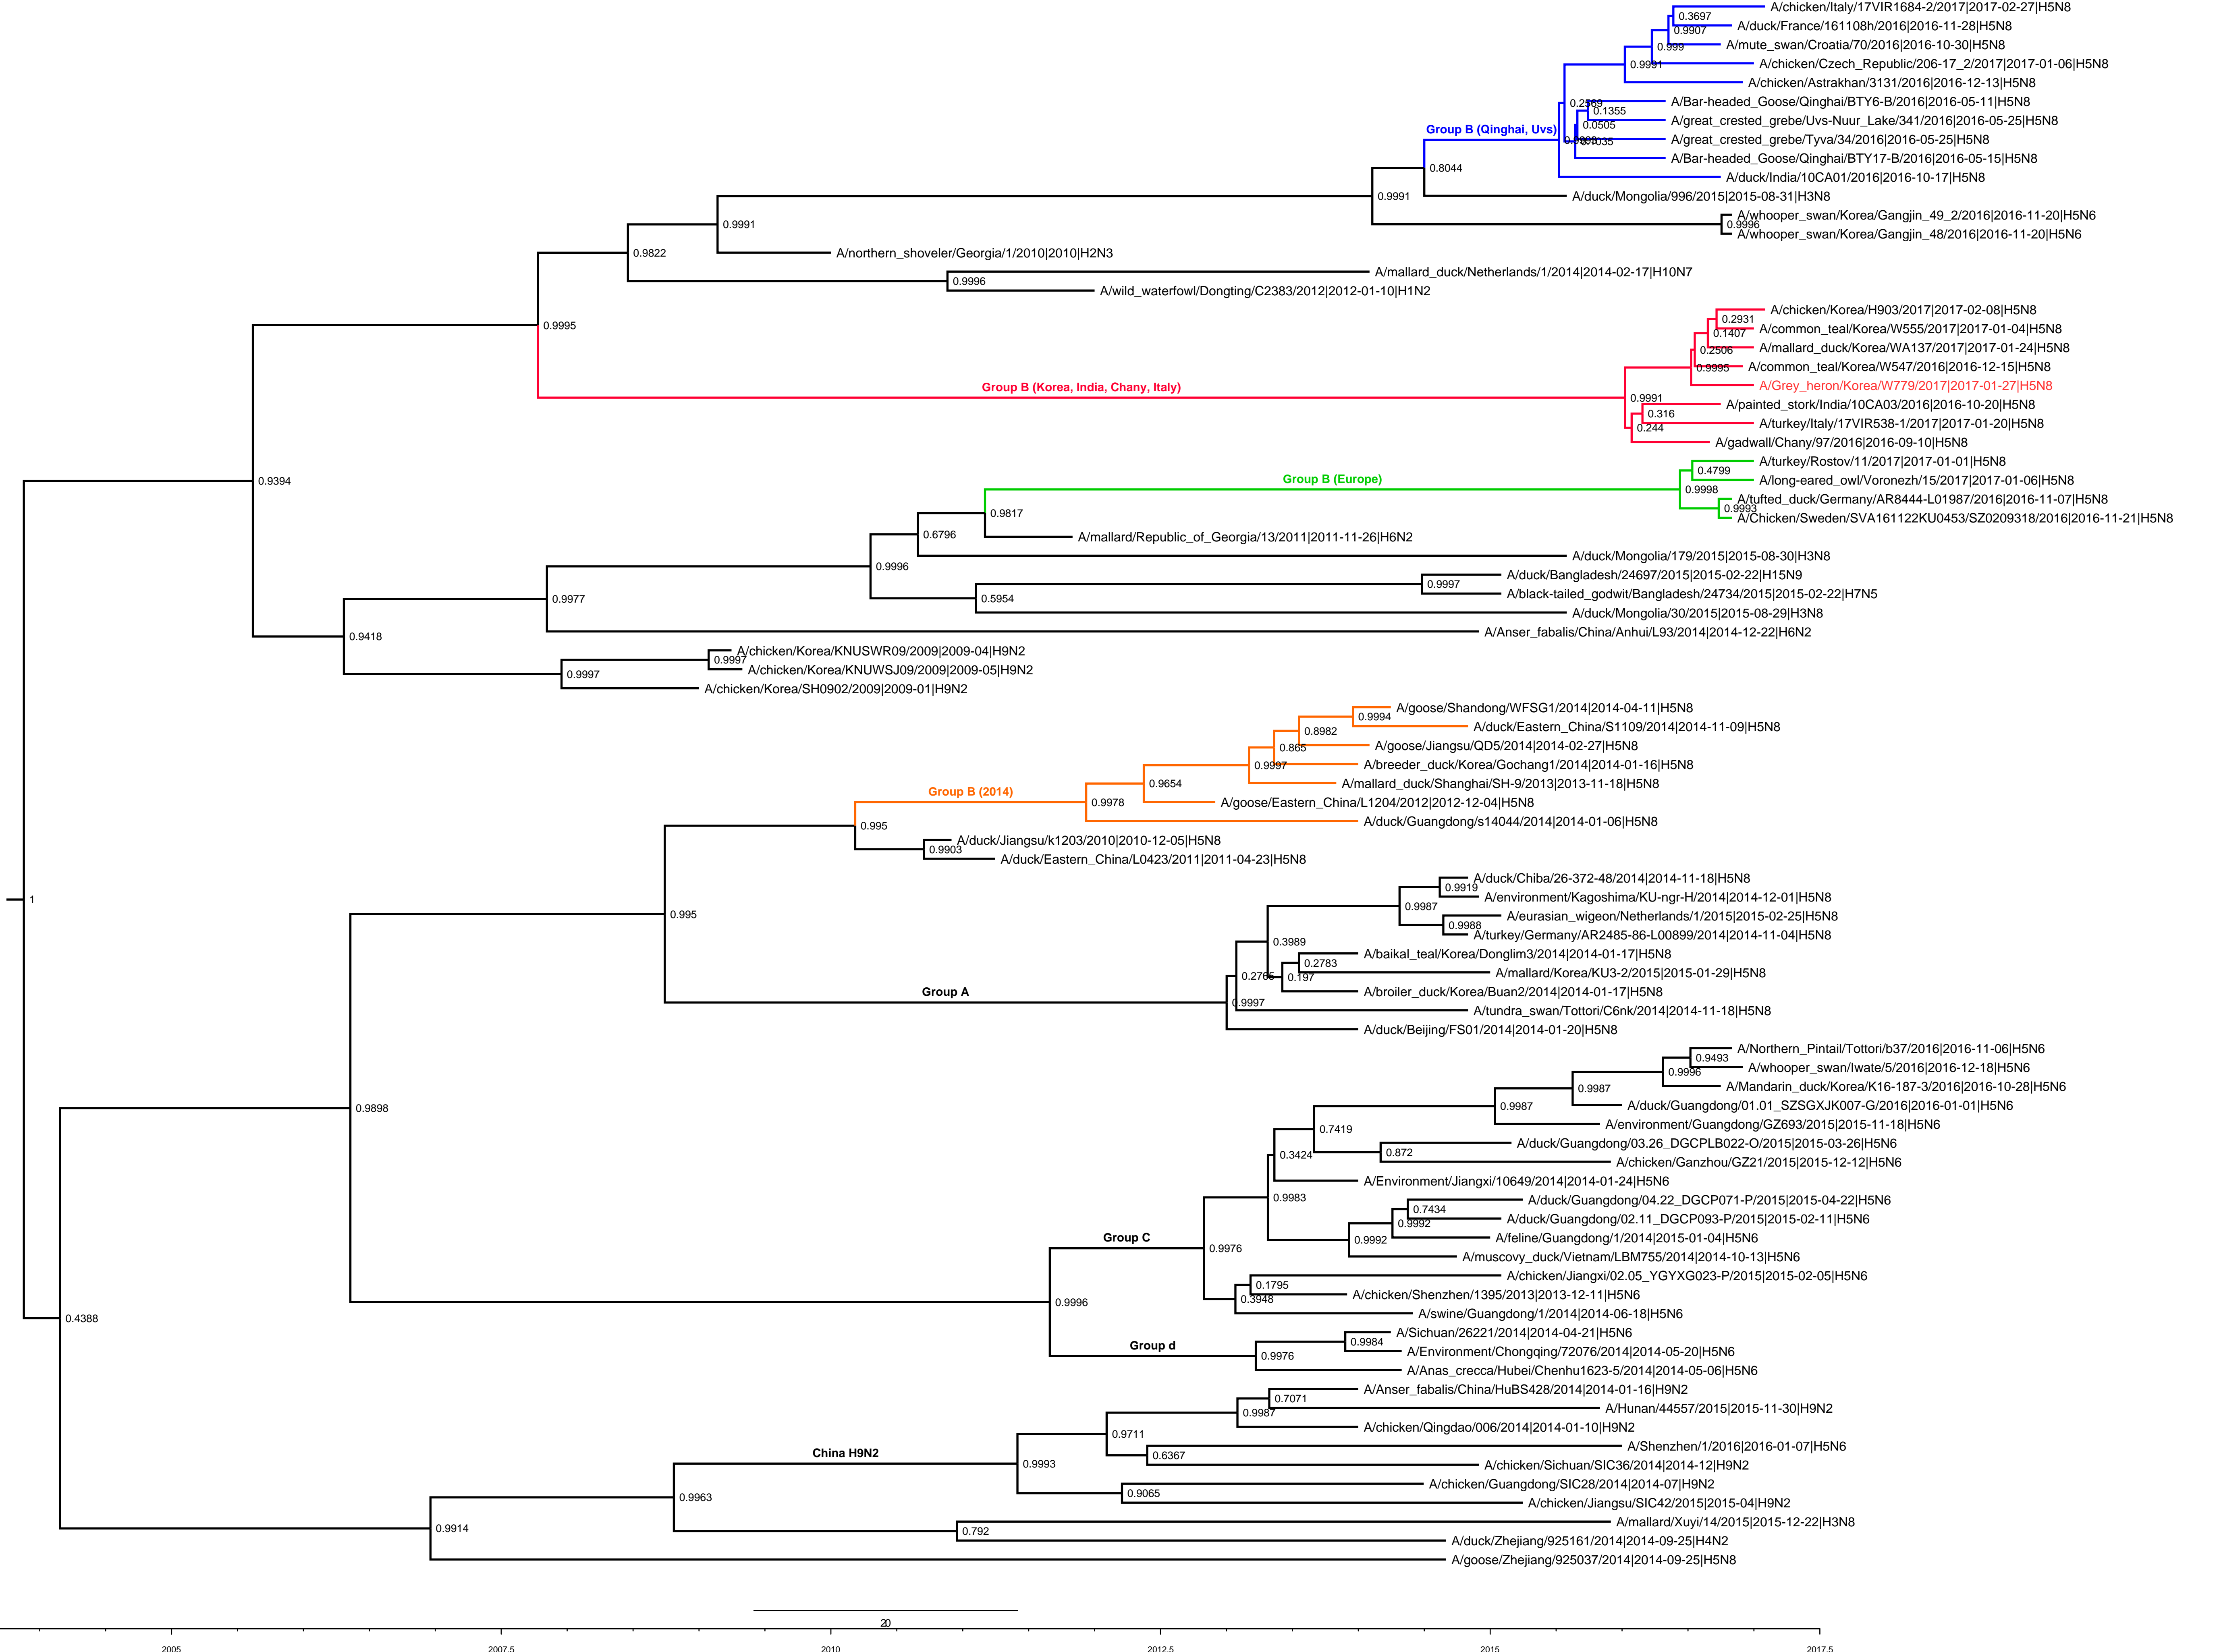 A/chicken/Italy/17VIR1684-2/2017|2017-02-27|H5N8
0.3697
A/duck/France/161108h/2016|2016-11-28|H5N8
0.9907
A/mute_swan/Croatia/70/2016|2016-10-30|H5N8
0.999
A/chicken/Czech_Republic/206-17_2/2017|2017-01-06|H5N8
0.9991
A/chicken/Astrakhan/3131/2016|2016-12-13|H5N8
A/Bar-headed_Goose/Qinghai/BTY6-B/2016|2016-05-11|H5N8
0.1355
A/great_crested_grebe/Uvs-Nuur_Lake/341/2016|2016-05-25|H5N8
0.0505
Group B (Qinghai, Uvs)
A/great_crested_grebe/Tyva/34/2016|2016-05-25|H5N8
A/Bar-headed_Goose/Qinghai/BTY17-B/2016|2016-05-15|H5N8
0.8044
A/duck/India/10CA01/2016|2016-10-17|H5N8
0.9991
A/duck/Mongolia/996/2015|2015-08-31|H3N8
A/whooper_swan/Korea/Gangjin_49_2/2016|2016-11-20|H5N6
0.9991
0.9996
A/whooper_swan/Korea/Gangjin_48/2016|2016-11-20|H5N6
0.9822
A/northern_shoveler/Georgia/1/2010|2010|H2N3
A/mallard_duck/Netherlands/1/2014|2014-02-17|H10N7
0.9996
A/wild_waterfowl/Dongting/C2383/2012|2012-01-10|H1N2
A/chicken/Korea/H903/2017|2017-02-08|H5N8
0.2931
0.9995
A/common_teal/Korea/W555/2017|2017-01-04|H5N8
0.1407
A/mallard_duck/Korea/WA137/2017|2017-01-24|H5N8
0.2506
A/common_teal/Korea/W547/2016|2016-12-15|H5N8
0.9995
Group B (Korea, India, Chany, Italy)
A/Grey_heron/Korea/W779/2017|2017-01-27|H5N8
0.9991
A/painted_stork/India/10CA03/2016|2016-10-20|H5N8
0.316
A/turkey/Italy/17VIR538-1/2017|2017-01-20|H5N8
0.244
A/gadwall/Chany/97/2016|2016-09-10|H5N8
A/turkey/Rostov/11/2017|2017-01-01|H5N8
0.4799
0.9394
Group B (Europe)
A/long-eared_owl/Voronezh/15/2017|2017-01-06|H5N8
0.9998
A/tufted_duck/Germany/AR8444-L01987/2016|2016-11-07|H5N8
0.9993
0.9817
A/Chicken/Sweden/SVA161122KU0453/SZ0209318/2016|2016-11-21|H5N8
0.6796
A/mallard/Republic_of_Georgia/13/2011|2011-11-26|H6N2
A/duck/Mongolia/179/2015|2015-08-30|H3N8
0.9996
A/duck/Bangladesh/24697/2015|2015-02-22|H15N9
0.9997
A/black-tailed_godwit/Bangladesh/24734/2015|2015-02-22|H7N5
0.9977
0.5954
A/duck/Mongolia/30/2015|2015-08-29|H3N8
A/Anser_fabalis/China/Anhui/L93/2014|2014-12-22|H6N2
0.9418
A/chicken/Korea/KNUSWR09/2009|2009-04|H9N2
0.9997
A/chicken/Korea/KNUWSJ09/2009|2009-05|H9N2
0.9997
A/chicken/Korea/SH0902/2009|2009-01|H9N2
A/goose/Shandong/WFSG1/2014|2014-04-11|H5N8
0.9994
A/duck/Eastern_China/S1109/2014|2014-11-09|H5N8
0.8982
A/goose/Jiangsu/QD5/2014|2014-02-27|H5N8
0.865
A/breeder_duck/Korea/Gochang1/2014|2014-01-16|H5N8
0.9997
A/mallard_duck/Shanghai/SH-9/2013|2013-11-18|H5N8
0.9654
Group B (2014)
A/goose/Eastern_China/L1204/2012|2012-12-04|H5N8
0.9978
A/duck/Guangdong/s14044/2014|2014-01-06|H5N8
0.995
A/duck/Jiangsu/k1203/2010|2010-12-05|H5N8
0.9903
A/duck/Eastern_China/L0423/2011|2011-04-23|H5N8
A/duck/Chiba/26-372-48/2014|2014-11-18|H5N8
0.9919
A/environment/Kagoshima/KU-ngr-H/2014|2014-12-01|H5N8
1
0.9987
0.995
A/eurasian_wigeon/Netherlands/1/2015|2015-02-25|H5N8
0.9988
A/turkey/Germany/AR2485-86-L00899/2014|2014-11-04|H5N8
0.3989
A/baikal_teal/Korea/Donglim3/2014|2014-01-17|H5N8
0.2783
A/mallard/Korea/KU3-2/2015|2015-01-29|H5N8
0.2765
0.197
Group A
A/broiler_duck/Korea/Buan2/2014|2014-01-17|H5N8
0.9997
A/tundra_swan/Tottori/C6nk/2014|2014-11-18|H5N8
A/duck/Beijing/FS01/2014|2014-01-20|H5N8
A/Northern_Pintail/Tottori/b37/2016|2016-11-06|H5N6
0.9493
A/whooper_swan/Iwate/5/2016|2016-12-18|H5N6
0.9996
A/Mandarin_duck/Korea/K16-187-3/2016|2016-10-28|H5N6
0.9987
A/duck/Guangdong/01.01_SZSGXJK007-G/2016|2016-01-01|H5N6
0.9898
0.9987
A/environment/Guangdong/GZ693/2015|2015-11-18|H5N6
0.7419
A/duck/Guangdong/03.26_DGCPLB022-O/2015|2015-03-26|H5N6
0.872
0.3424
A/chicken/Ganzhou/GZ21/2015|2015-12-12|H5N6
A/Environment/Jiangxi/10649/2014|2014-01-24|H5N6
0.9983
A/duck/Guangdong/04.22_DGCP071-P/2015|2015-04-22|H5N6
0.7434
A/duck/Guangdong/02.11_DGCP093-P/2015|2015-02-11|H5N6
0.9992
Group C
A/feline/Guangdong/1/2014|2015-01-04|H5N6
0.9992
0.9976
A/muscovy_duck/Vietnam/LBM755/2014|2014-10-13|H5N6
A/chicken/Jiangxi/02.05_YGYXG023-P/2015|2015-02-05|H5N6
0.1795
A/chicken/Shenzhen/1395/2013|2013-12-11|H5N6
0.3948
0.9996
A/swine/Guangdong/1/2014|2014-06-18|H5N6
0.4388
A/Sichuan/26221/2014|2014-04-21|H5N6
0.9984
Group d
A/Environment/Chongqing/72076/2014|2014-05-20|H5N6
0.9976
A/Anas_crecca/Hubei/Chenhu1623-5/2014|2014-05-06|H5N6
A/Anser_fabalis/China/HuBS428/2014|2014-01-16|H9N2
0.7071
A/Hunan/44557/2015|2015-11-30|H9N2
0.9987
A/chicken/Qingdao/006/2014|2014-01-10|H9N2
0.9711
A/Shenzhen/1/2016|2016-01-07|H5N6
China H9N2
0.6367
0.9993
A/chicken/Sichuan/SIC36/2014|2014-12|H9N2
A/chicken/Guangdong/SIC28/2014|2014-07|H9N2
0.9065
0.9963
A/chicken/Jiangsu/SIC42/2015|2015-04|H9N2
A/mallard/Xuyi/14/2015|2015-12-22|H3N8
0.9914
0.792
A/duck/Zhejiang/925161/2014|2014-09-25|H4N2
A/goose/Zhejiang/925037/2014|2014-09-25|H5N8
2005 2007.5 2010 2012.5 2015 2017.5